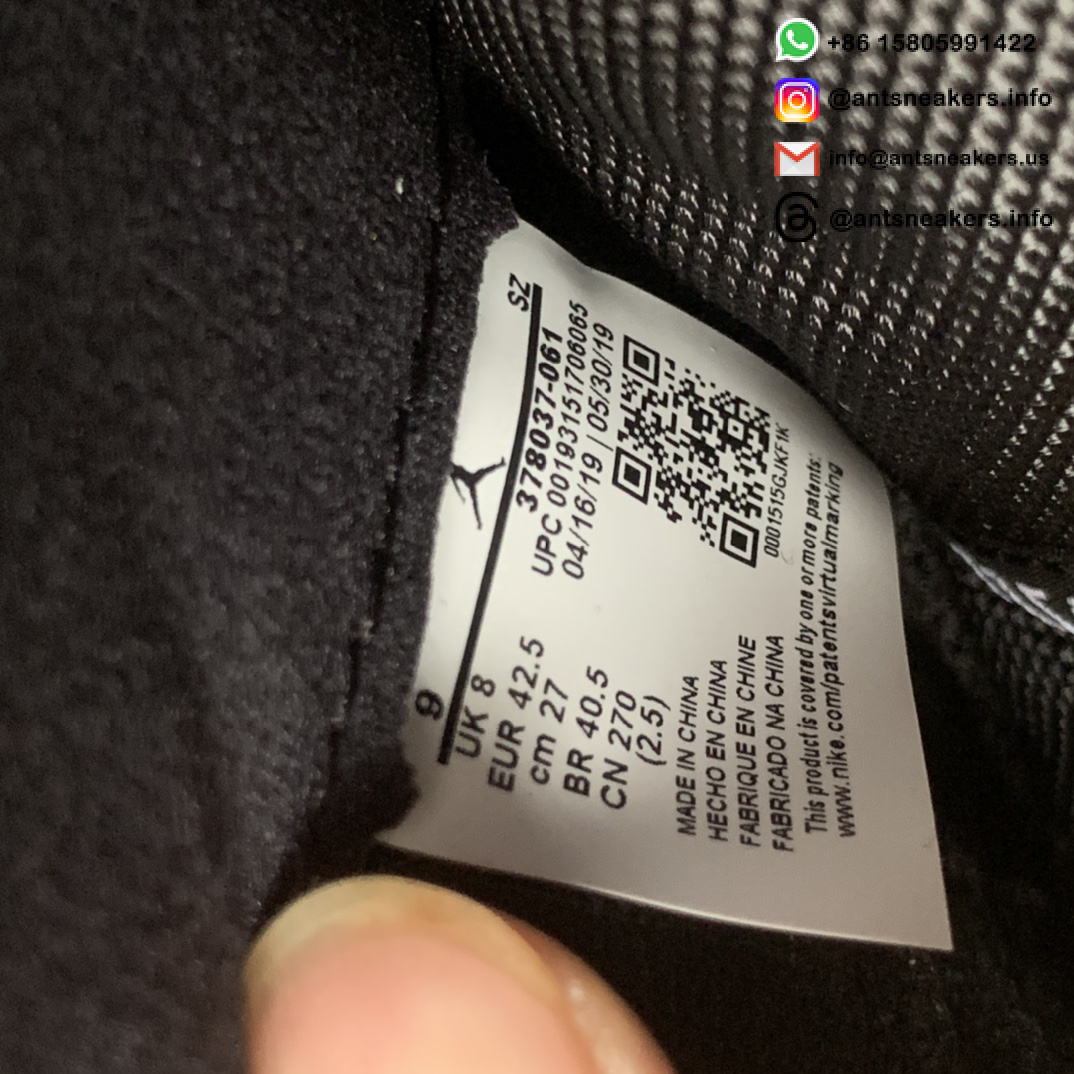 +86 15805991422
@antsneakers.info
info@antsneakers.us
@antsneakers.info
9
SZ
UK 8
EUR 42.5
cm 27
BR 40.5
CN 270
(2.5)
378037-061
UPC 00193151706065
04/16/19 | 05/30/19
0001515GJKF1K
MADE IN CHINA
HECHO EN CHINA
FABRIQUE EN CHINE
FABRICADO NA CHINA
This product is covered by one or more patents:
www.nike.com/patentsvirtualmarking